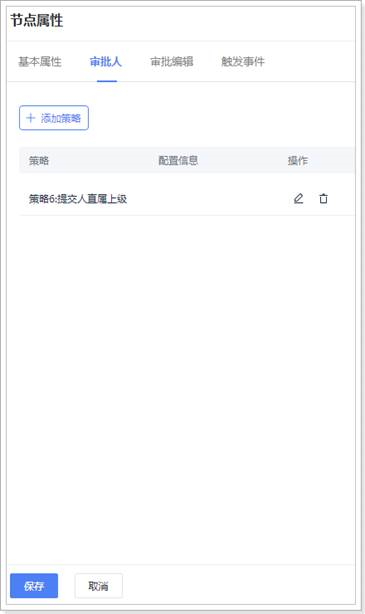 节点属性
基本属性 审批人 审批编辑 触发事件
添加策略
策略 配置信息 操作
策略6:提交人直属上级
保存 取消